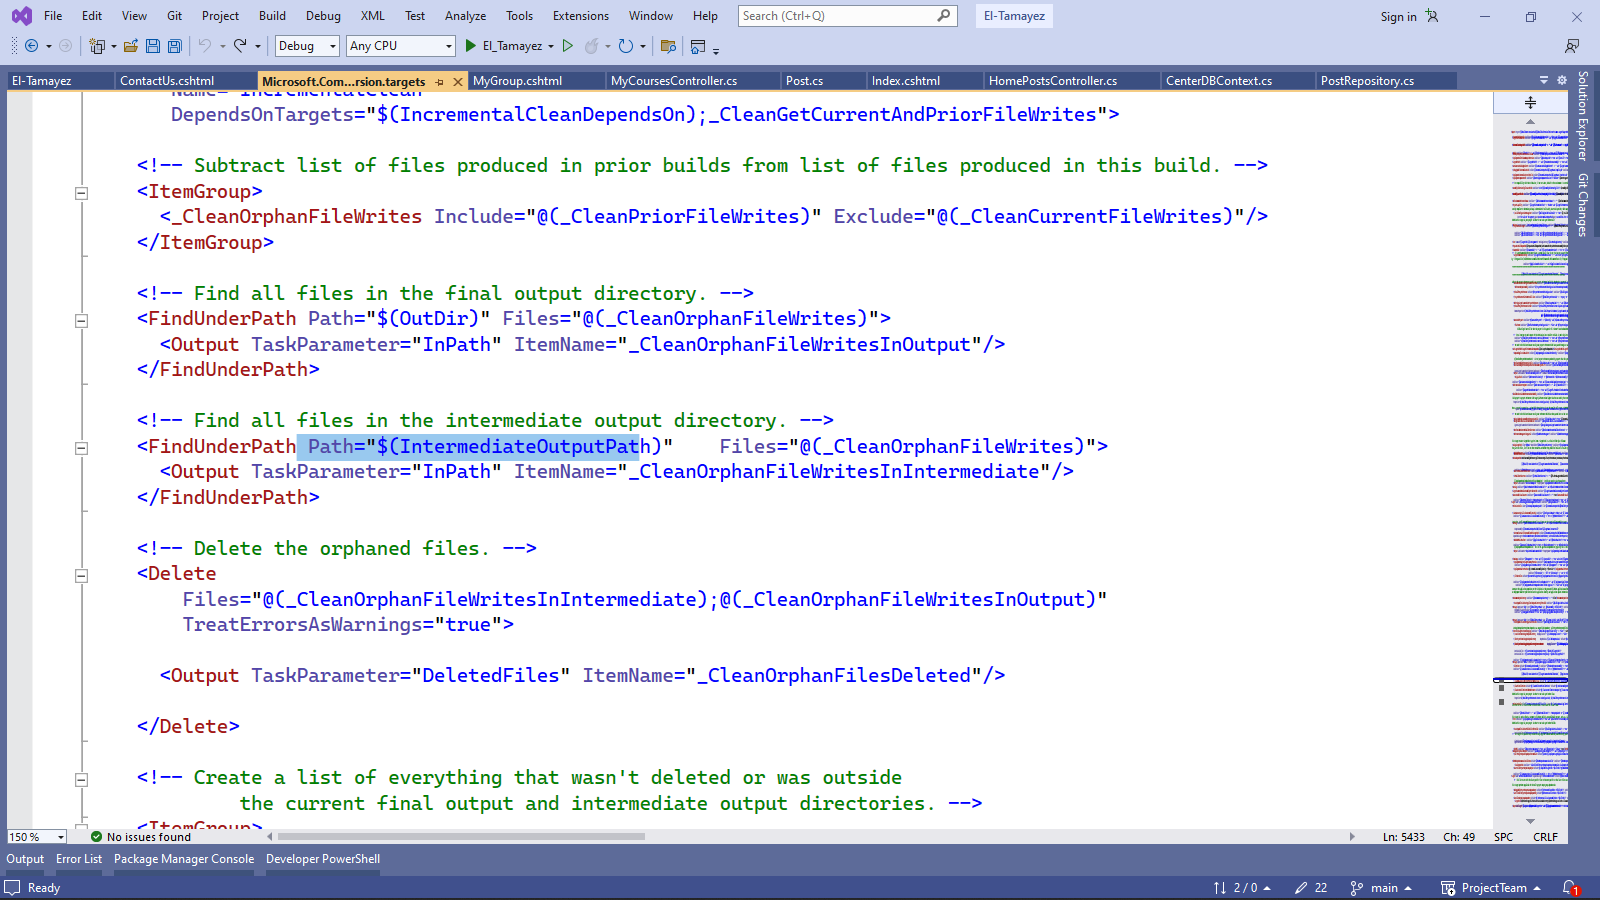 File Edit View Git Project Build Debug XML Test Analyze Tools Extensions Window Help Search (Ctrl+Q) El-Tamayez Sign in
Debug Any CPU El_Tamayez
El-Tamayez ContactUs.cshtml Microsoft.Com...rsion.targets MyGroup.cshtml MyCoursesController.cs Post.cs Index.cshtml HomePostsController.cs CenterDBContext.cs PostRepository.cs
Name="IncrementalClean"
DependsOnTargets="$(IncrementalCleanDependsOn);_CleanGetCurrentAndPriorFileWrites">
<!-- Subtract list of files produced in prior builds from list of files produced in this build. -->
<ItemGroup>
<_CleanOrphanFileWrites Include="@(_CleanPriorFileWrites)" Exclude="@(_CleanCurrentFileWrites)"/>
</ItemGroup>
<!-- Find all files in the final output directory. -->
<FindUnderPath Path="$(OutDir)" Files="@(_CleanOrphanFileWrites)">
<Output TaskParameter="InPath" ItemName="_CleanOrphanFileWritesInOutput"/>
</FindUnderPath>
<!-- Find all files in the intermediate output directory. -->
<FindUnderPath Path="$(IntermediateOutputPath)" Files="@(_CleanOrphanFileWrites)">
<Output TaskParameter="InPath" ItemName="_CleanOrphanFileWritesInIntermediate"/>
</FindUnderPath>
<!-- Delete the orphaned files. -->
<Delete
Files="@(_CleanOrphanFileWritesInIntermediate);@(_CleanOrphanFileWritesInOutput)"
TreatErrorsAsWarnings="true">
<Output TaskParameter="DeletedFiles" ItemName="_CleanOrphanFilesDeleted"/>
</Delete>
<!-- Create a list of everything that wasn't deleted or was outside
the current final output and intermediate output directories. -->
<ItemGroup>
Solution Explorer
Git Changes
150 % No issues found Ln: 5433 Ch: 49 SPC CRLF
Output Error List Package Manager Console Developer PowerShell
Ready 2 / 0 22 main ProjectTeam 1